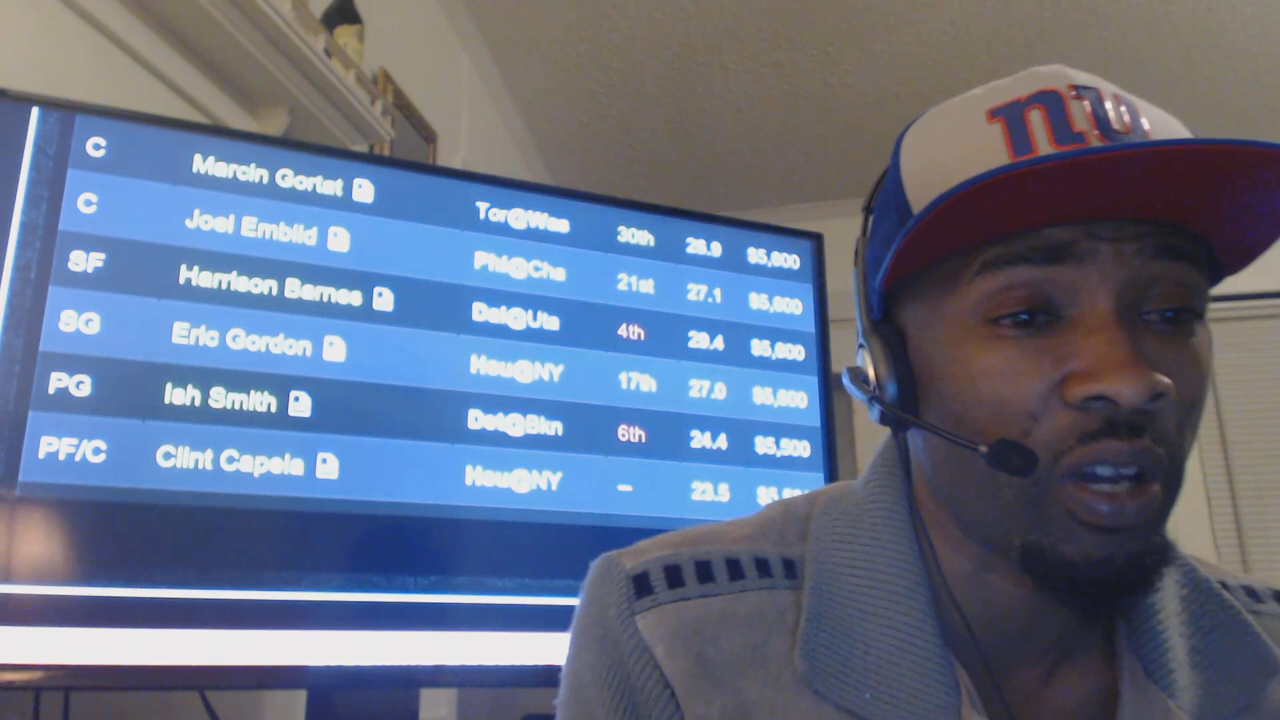 ny
C Marcin Gortat Tor@Was 30th 26.9 $5,600
C Joel Embiid Phi@Cha 21st 27.1 $5,600
SF Harrison Barnes Dal@Uta 4th 29.4 $5,600
SG Eric Gordon Hou@NY 17th 27.0 $5,600
PG Ish Smith Det@Bkn 6th 24.4 $5,500
PF/C Clint Capela Hou@NY – 23.5